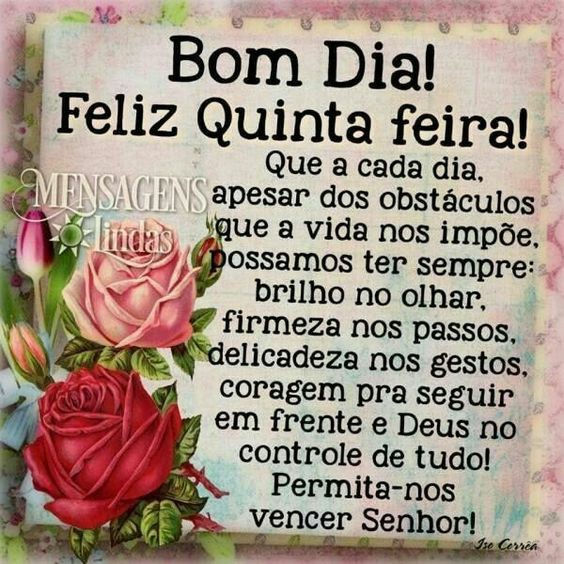 Bom Dia!
Feliz Quinta feira!
Que a cada dia,
apesar dos obstáculos
que a vida nos impõe,
possamos ter sempre:
brilho no olhar,
firmeza nos passos,
delicadeza nos gestos,
coragem pra seguir
em frente e Deus no
controle de tudo!
Permita-nos
vencer Senhor!
MENSAGENS
lindas
Ise Corrêa